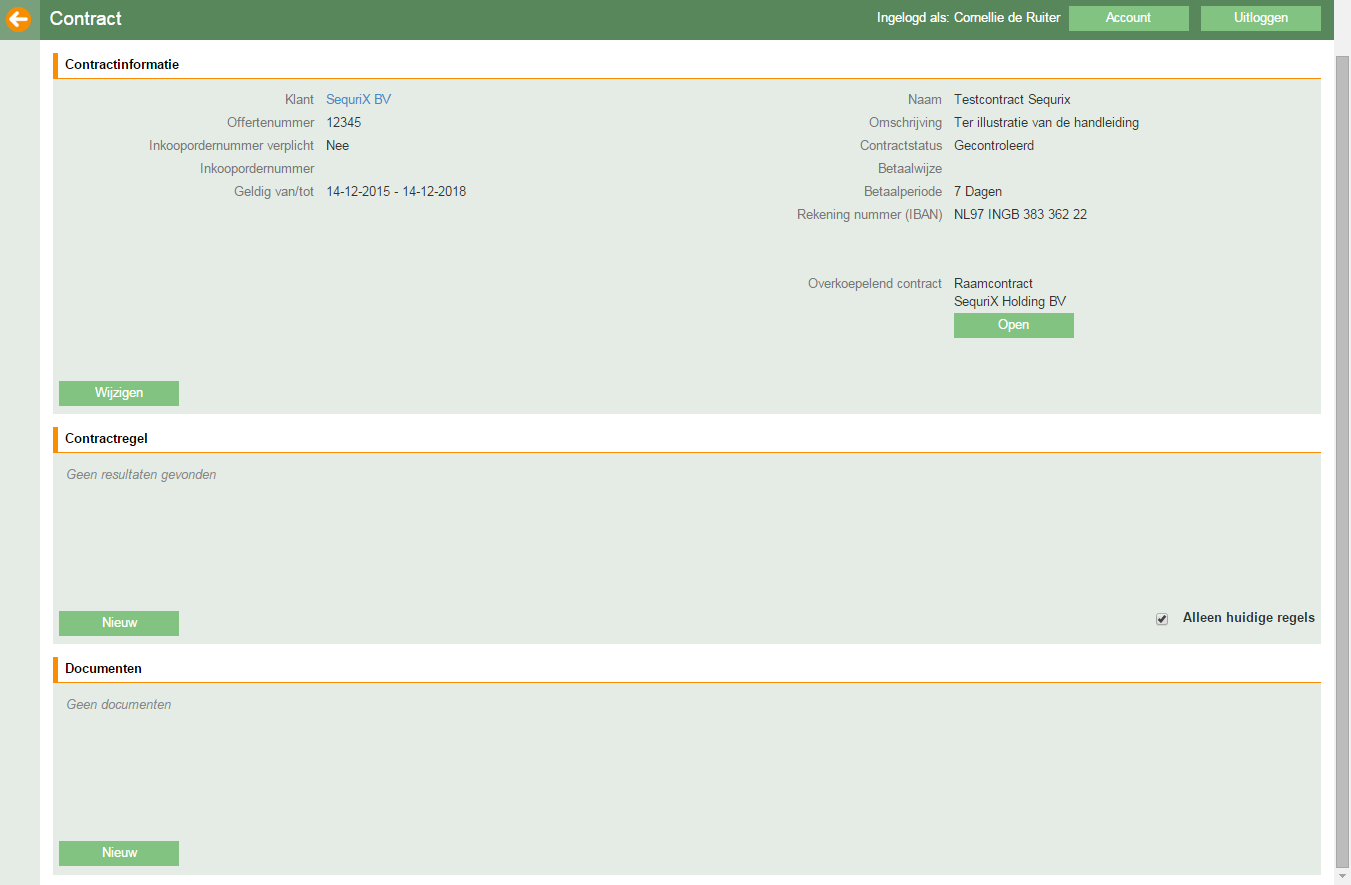 Contract
Ingelogd als: Cornellie de Ruiter
Account
Uitloggen
Contractinformatie
Klant SequriX BV
Offertenummer 12345
Inkoopordernummer verplicht Nee
Inkoopordernummer
Geldig van/tot 14-12-2015 - 14-12-2018
Naam Testcontract Sequrix
Omschrijving Ter illustratie van de handleiding
Contractstatus Gecontroleerd
Betaalwijze
Betaalperiode 7 Dagen
Rekening nummer (IBAN) NL97 INGB 383 362 22
Overkoepelend contract Raamcontract
SequriX Holding BV
Open
Wijzigen
Contractregel
Geen resultaten gevonden
Nieuw
Alleen huidige regels
Documenten
Geen documenten
Nieuw